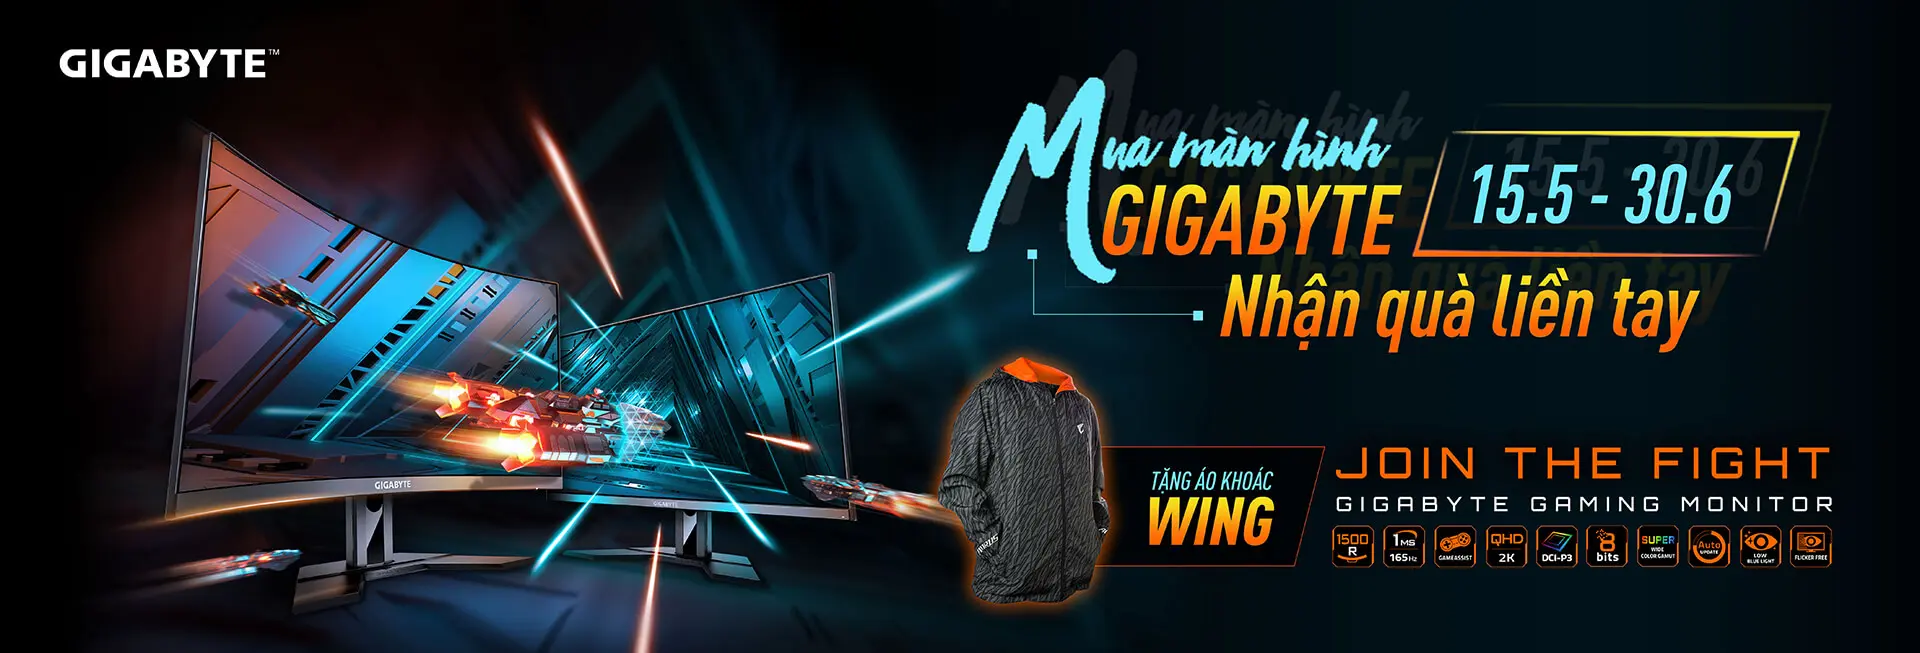 GIGABYTE™
Mua màn hình
GIGABYTE
15.5 - 30.6
Nhận quà liền tay
GIGABYTE
GIGABYTE
TẶNG ÁO KHOÁC
WING
JOIN THE FIGHT
GIGABYTE GAMING MONITOR
1500 R
1MS 165Hz
GAMEASSIST
QHD 2K
DCI-P3
8 bits
SUPER WIDE COLOR GAMUT
Auto UPDATE
LOW BLUE LIGHT
FLICKER FREE